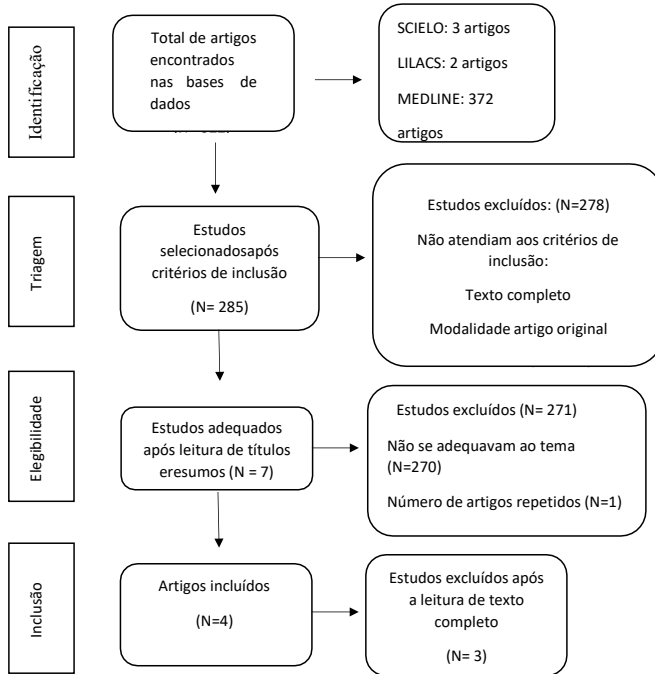 Identificação
Total de artigos
encontrados
nas bases de
dados
SCIELO: 3 artigos
LILACS: 2 artigos
MEDLINE: 372
artigos
Triagem
Estudos
selecionadosapós
critérios de inclusão
(N= 285)
Estudos excluídos: (N=278)
Não atendiam aos critérios de
inclusão:
Texto completo
Modalidade artigo original
Elegibilidade
Estudos adequados
após leitura de títulos
eresumos (N = 7)
Estudos excluídos (N= 271)
Não se adequavam ao tema
(N=270)
Número de artigos repetidos (N=1)
Inclusão
Artigos incluídos
(N=4)
Estudos excluídos após
a leitura de texto
completo
(N= 3)